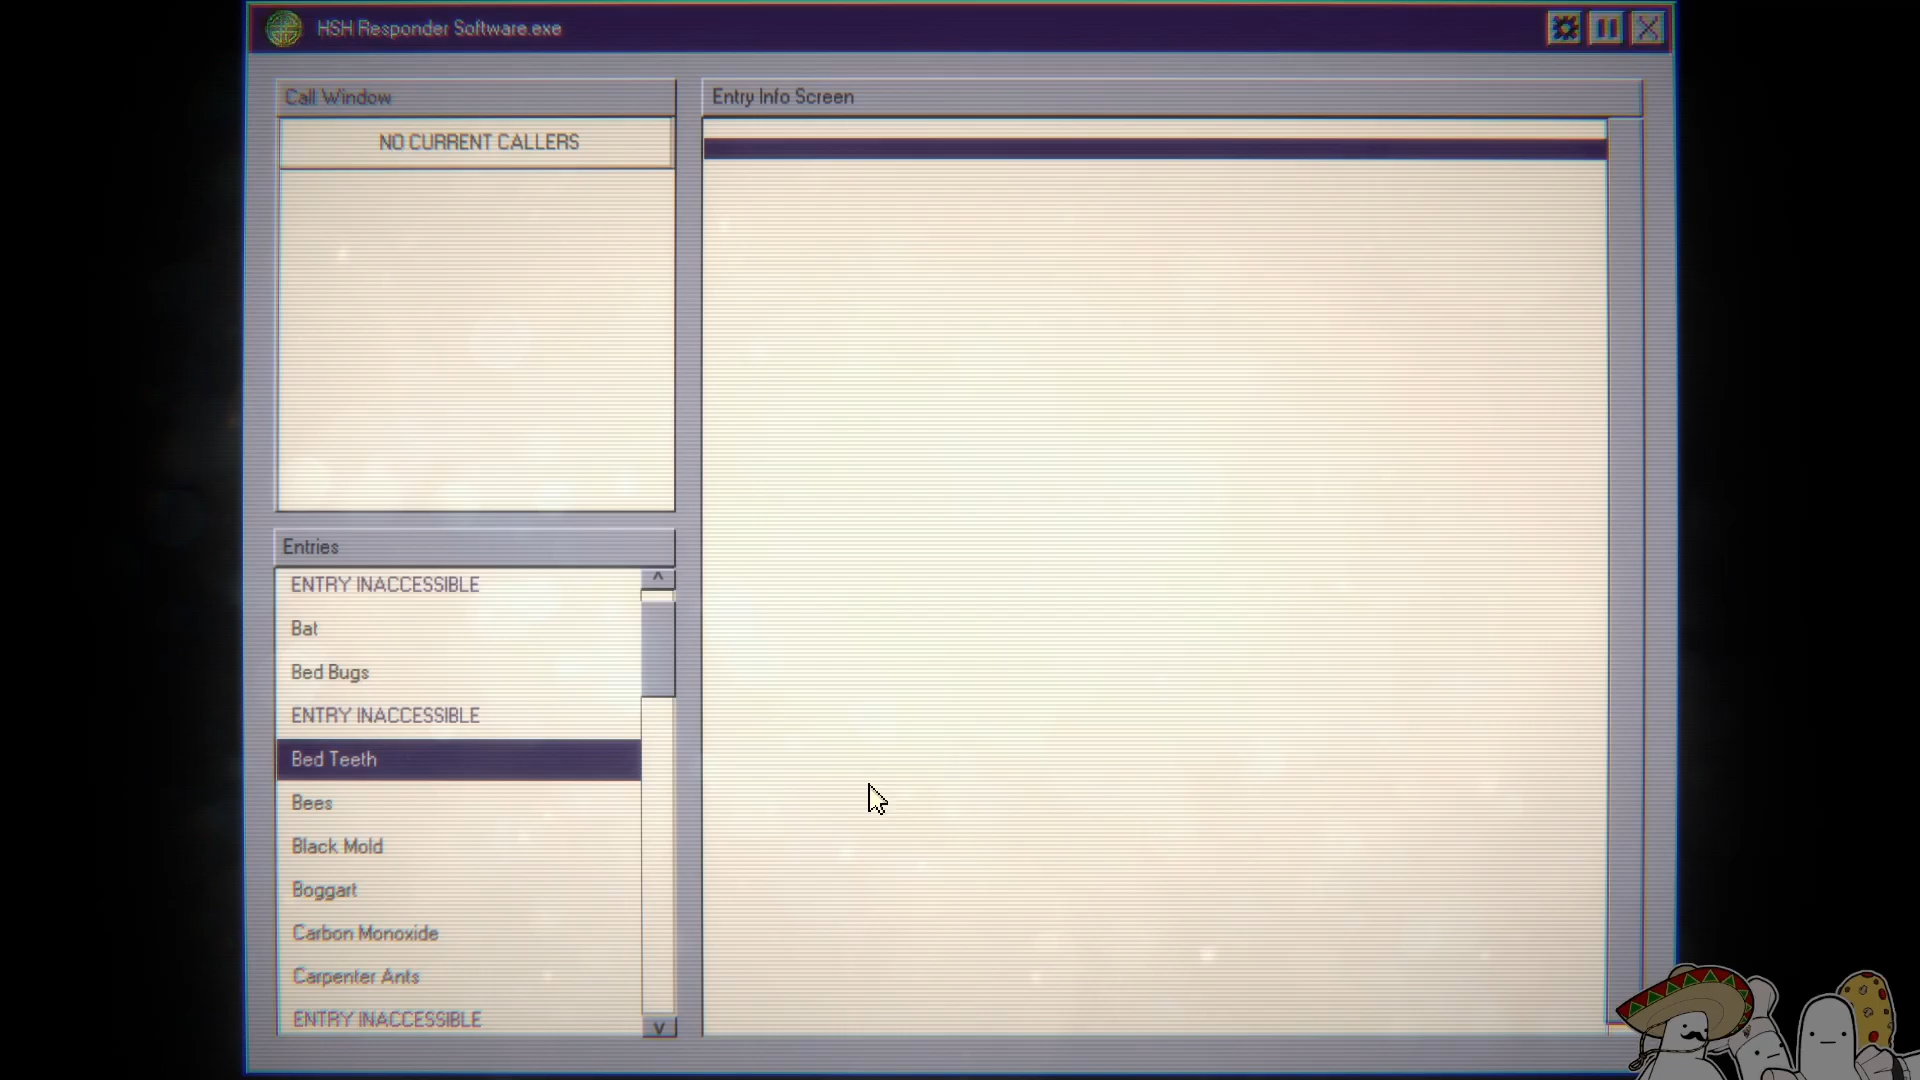 HSH Responder Software.exe
Call Window
NO CURRENT CALLERS
Entry Info Screen
Entries
ENTRY INACCESSIBLE
Bat
Bed Bugs
ENTRY INACCESSIBLE
Bed Teeth
Bees
Black Mold
Boggart
Carbon Monoxide
Carpenter Ants
ENTRY INACCESSIBLE